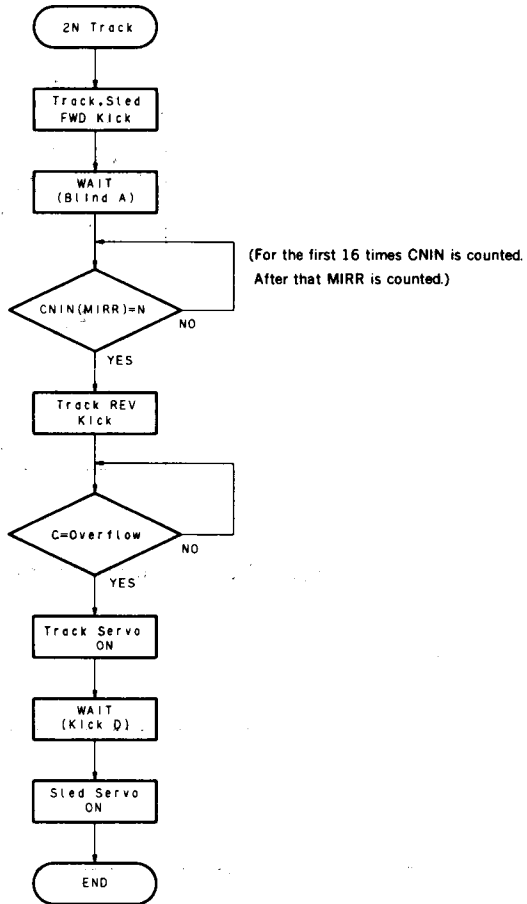 2N Track
Track, Sled
FWD Kick
WAIT
(Blind A)
(For the first 16 times CNIN is counted.
After that MIRR is counted.)
CNIN(MIRR)=N
NO
YES
Track REV
Kick
C=Overflow
NO
YES
Track Servo
ON
WAIT
(Kick D)
Sled Servo
ON
END